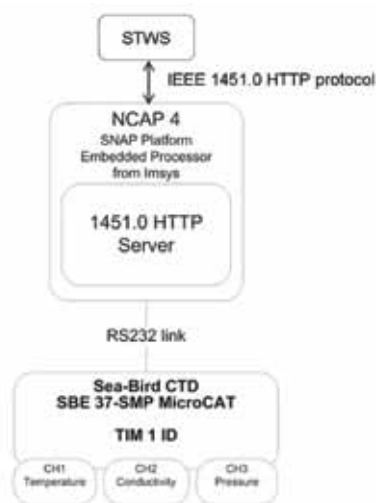 STWS
IEEE 1451.0 HTTP protocol
NCAP 4
SNAP Platform
Embedded Processor
from Imsys
1451.0 HTTP
Server
RS232 link
Sea-Bird CTD
SBE 37-SMP MicroCAT
TIM 1 ID
CH1
Temperature
CH2
Conductivity
CH3
Pressure